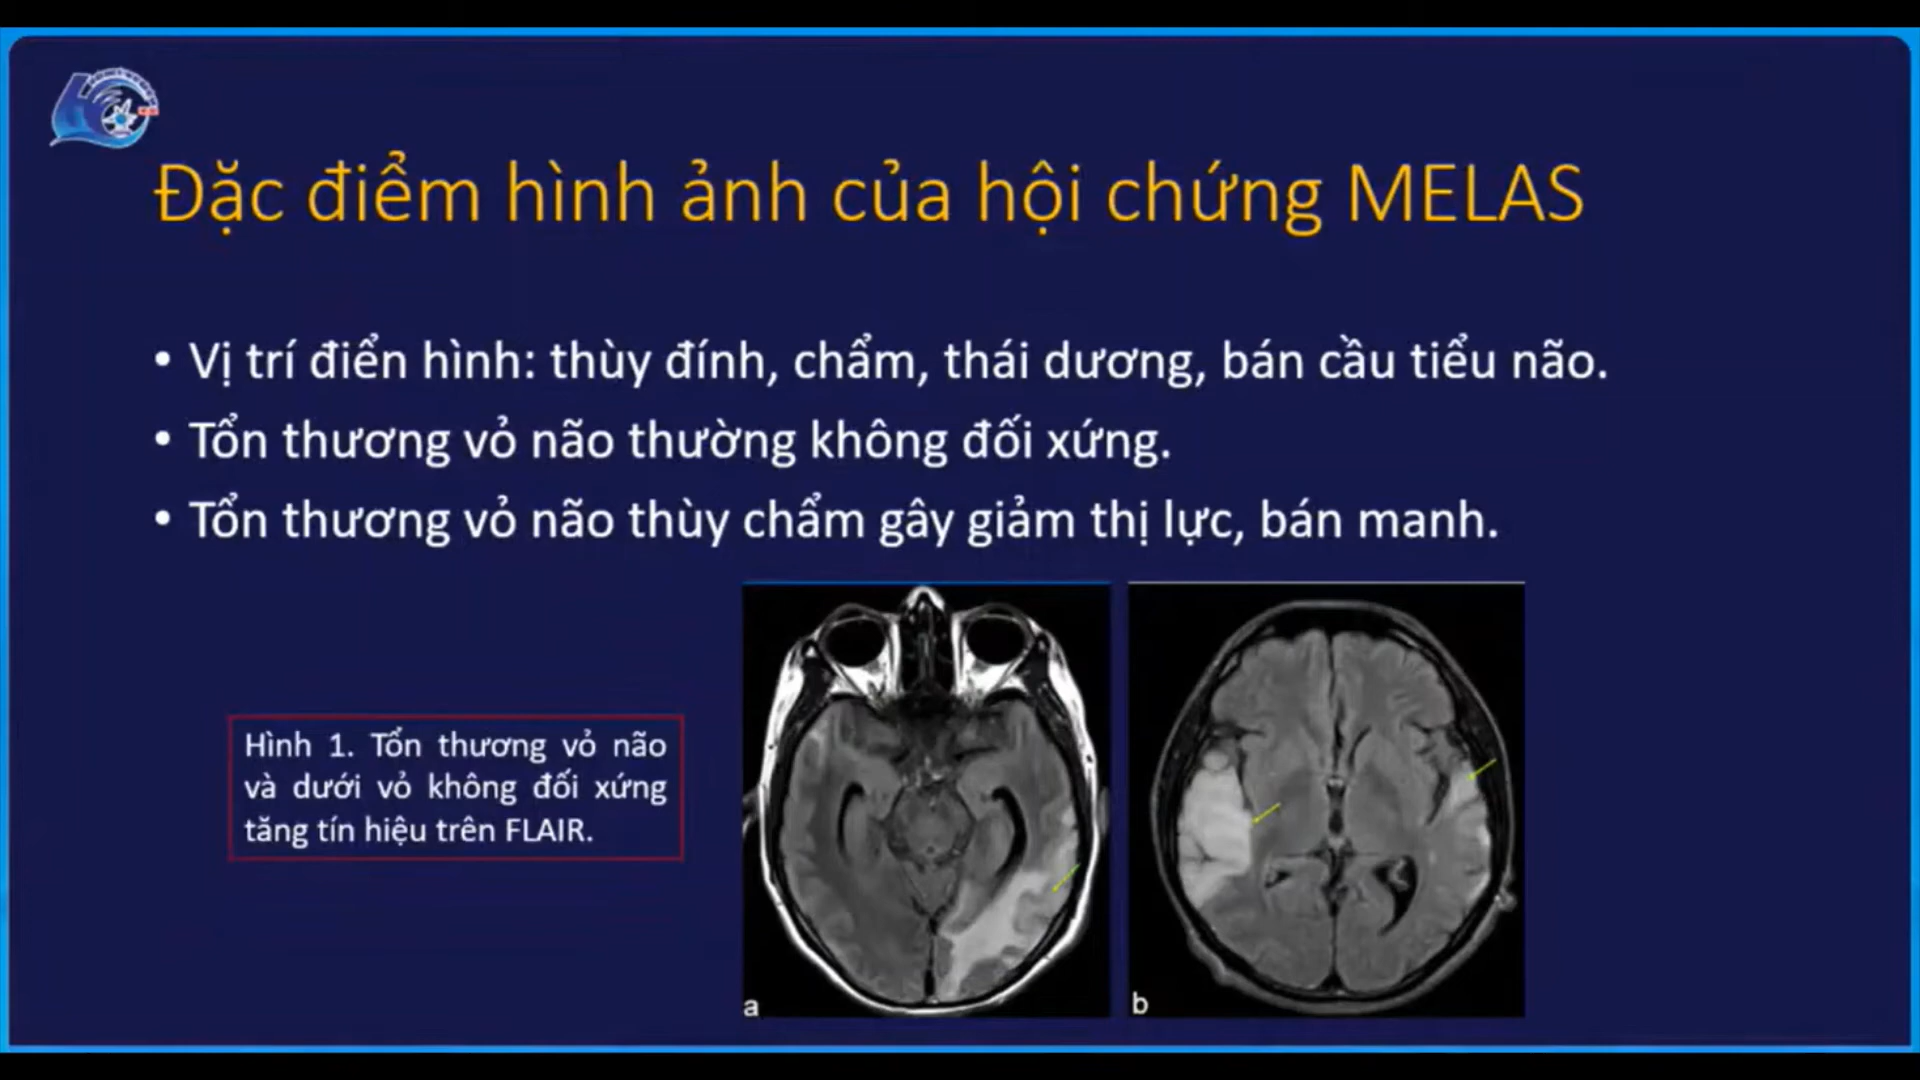 Đặc điểm hình ảnh của hội chứng MELAS
• Vị trí điển hình: thùy đính, chẩm, thái dương, bán cầu tiểu não.
• Tổn thương vỏ não thường không đối xứng.
• Tổn thương vỏ não thùy chẩm gây giảm thị lực, bán manh.
Hình 1. Tổn thương vỏ não
và dưới vỏ không đối xứng
tăng tín hiệu trên FLAIR.
a
b